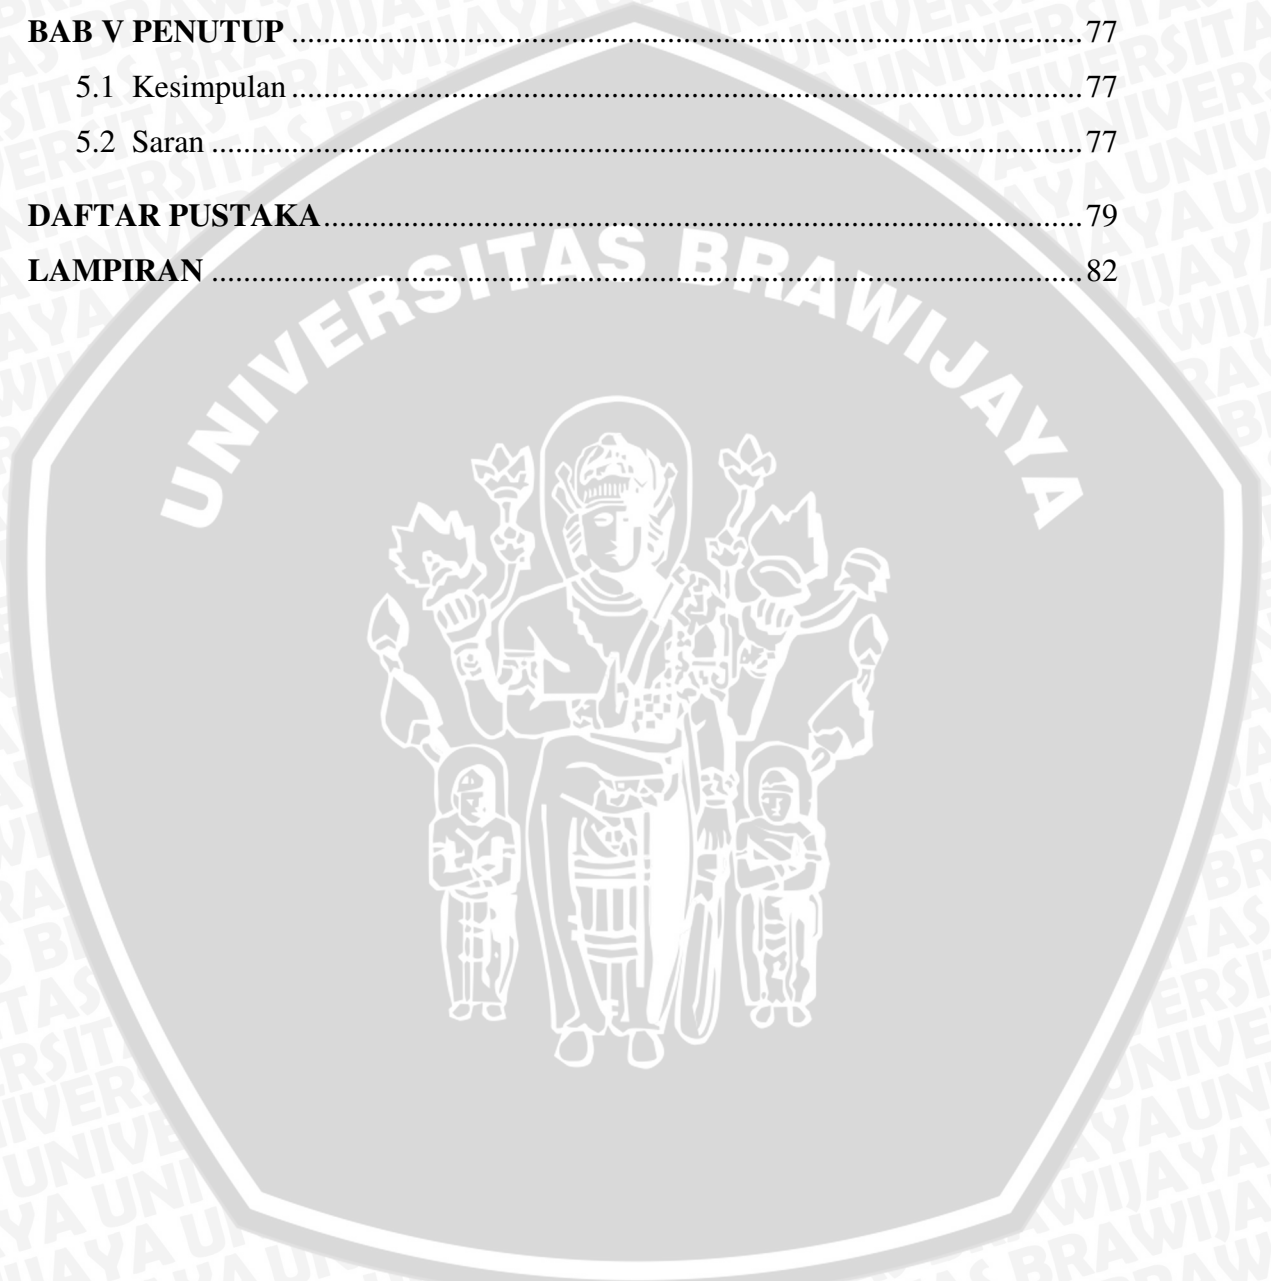 BAB V PENUTUP ........................................................................................................ 77
5.1 Kesimpulan ........................................................................................................ 77
5.2 Saran ........................................................................................................ 77
DAFTAR PUSTAKA ........................................................................................................ 79
LAMPIRAN ........................................................................................................ 82
UNIVERSITAS BRAWIJAYA